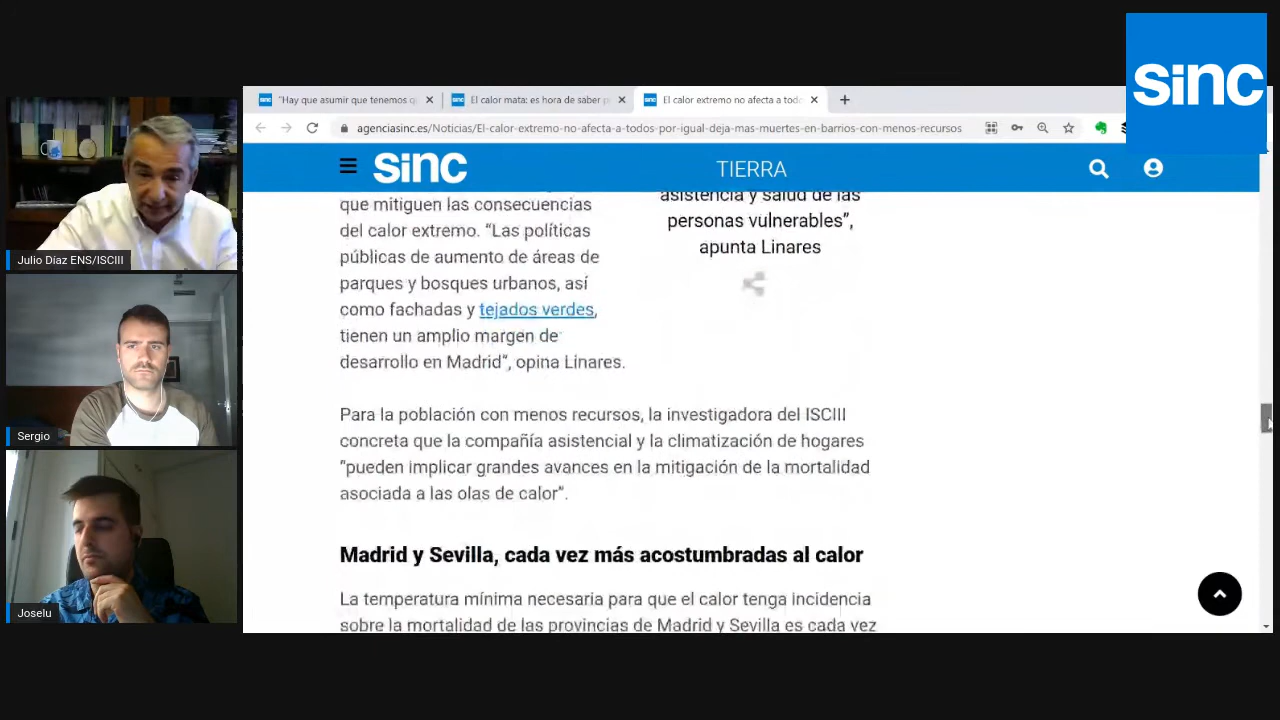 sinc
"Hay que asumir que tenemos q
El calor mata: es hora de saber p
El calor extremo no afecta a todo
agenciasinc.es/Noticias/El-calor-extremo-no-afecta-a-todos-por-igual-deja-mas-muertes-en-barrios-con-menos-recursos
sinc
TIERRA
que mitiguen las consecuencias
del calor extremo. “Las políticas
públicas de aumento de áreas de
parques y bosques urbanos, así
como fachadas y tejados verdes,
tienen un amplio margen de
desarrollo en Madrid“, opina Linares.
asistencia y salud de las
personas vulnerables”,
apunta Linares
Para la población con menos recursos, la investigadora del ISCIII
concreta que la compañía asistencial y la climatización de hogares
“pueden implicar grandes avances en la mitigación de la mortalidad
asociada a las olas de calor”.
Madrid y Sevilla, cada vez más acostumbradas al calor
La temperatura mínima necesaria para que el calor tenga incidencia
sobre la mortalidad de las provincias de Madrid y Sevilla es cada vez
Julio Díaz ENS/ISCIII
Sergio
Joselu